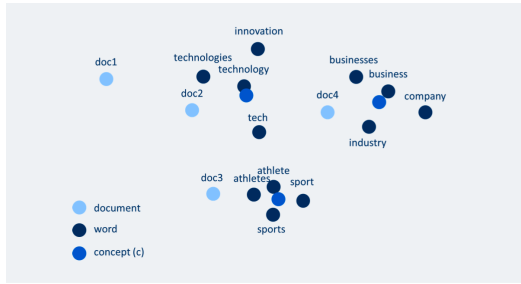 innovation
doc1
technologies
technology
businesses
business
doc2
doc4
company
tech
industry
athlete
doc3
athletes
sport
sports
document
word
concept (c)